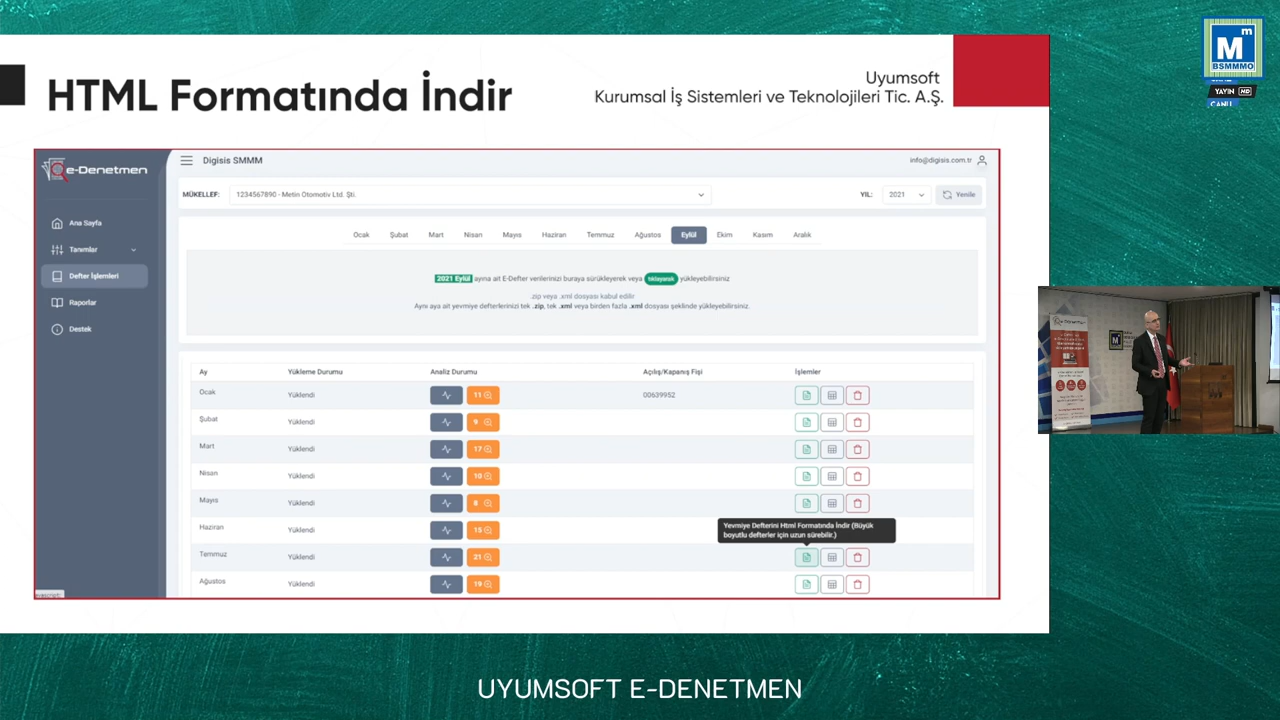 HTML Formatında İndir
Uyumsoft
Kurumsal İş Sistemleri ve Teknolojileri Tic. A.Ş.
M m
BSMMMO
CANLI
YAYIN HD
CANLI
e-Denetmen
Digisis SMMM
info@digisis.com.tr
MÜKELLEF: 1234567890 - Metin Otomotiv Ltd. Şti. YIL: 2021 Yenile
Ana Sayfa
Tanımlar
Defter İşlemleri
Raporlar
Destek
Ocak Şubat Mart Nisan Mayıs Haziran Temmuz Ağustos Eylül Ekim Kasım Aralık
2021 Eylül ayına ait E-Defter verilerinizi buraya sürükleyerek veya tıklayarak yükleyebilirsiniz
.zip veya .xml dosyası kabul edilir.
Aynı aya ait yevmiye defterlerinizi tek .zip, tek .xml veya birden fazla .xml dosyası şeklinde yükleyebilirsiniz.
Ay Yükleme Durumu Analiz Durumu Açılış/Kapanış Fişi İşlemler
Ocak Yüklendi 11 00639952
Şubat Yüklendi 9
Mart Yüklendi 17
Nisan Yüklendi 10
Mayıs Yüklendi 8
Haziran Yüklendi 15
Yevmiye Defterini Html Formatında İndir (Büyük
boyutlu defterler için uzun sürebilir.)
Temmuz Yüklendi 21
Ağustos Yüklendi 19
e-Denetmen
UYUMSOFT E-DENETMEN